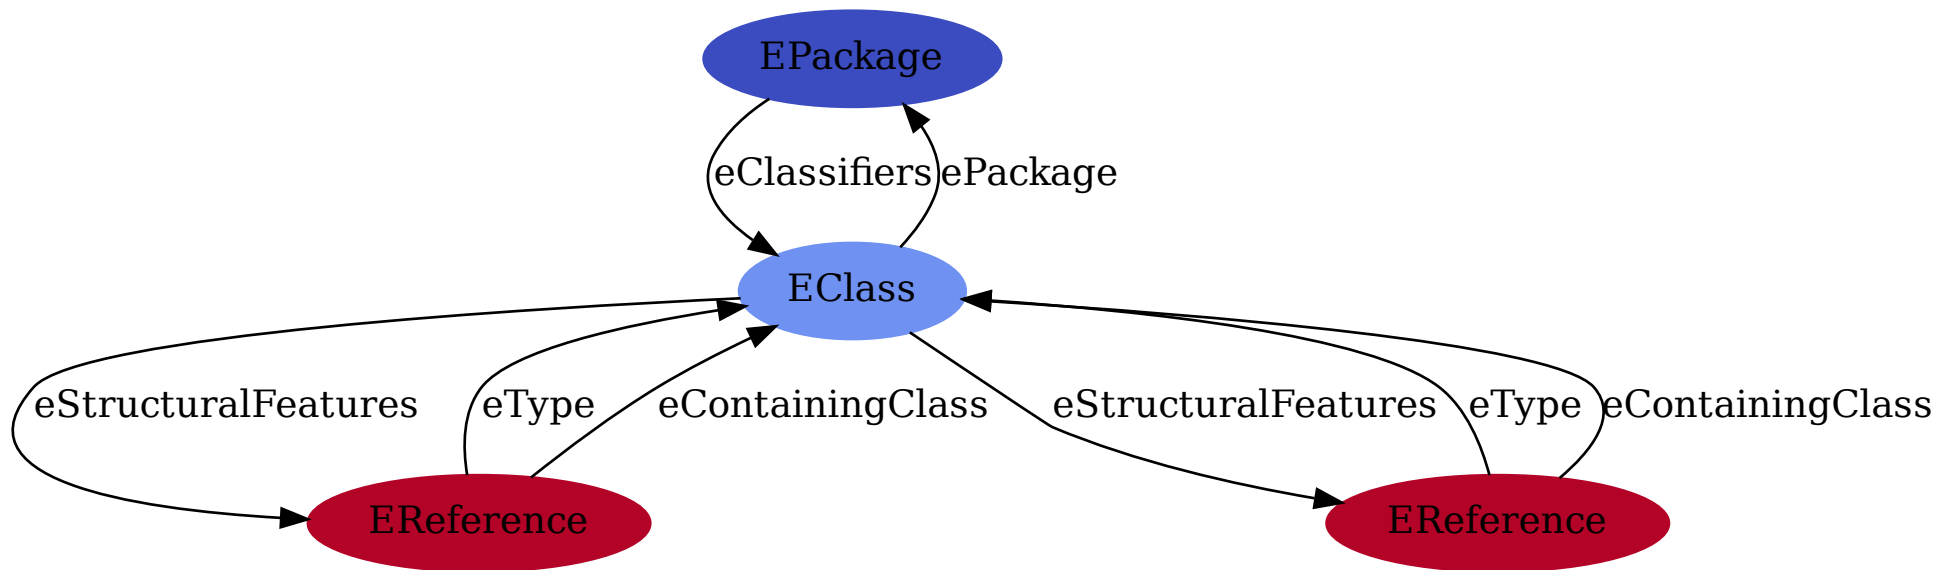 EPackage
eClassifiers
ePackage
EClass
eStructuralFeatures
eType
eContainingClass
eStructuralFeatures
eType
eContainingClass
EReference
EReference